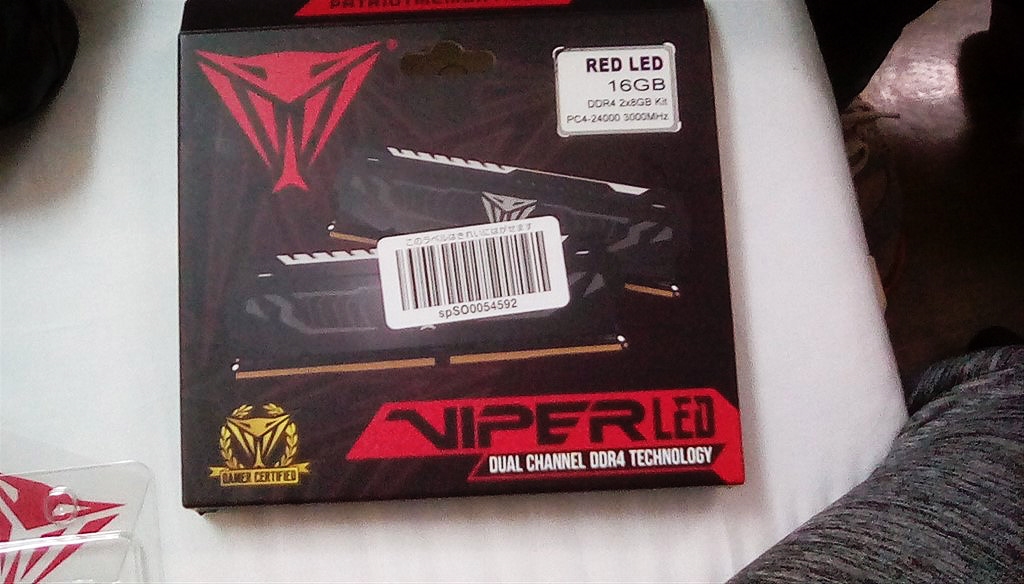 PATRIOTMEMORY
RED LED
16GB
DDR4 2x8GB Kit
PC4-24000 3000MHz
このラベルはきれいにはがせます
spSO0054592
GAMER CERTIFIED
VIPER LED
DUAL CHANNEL DDR4 TECHNOLOGY